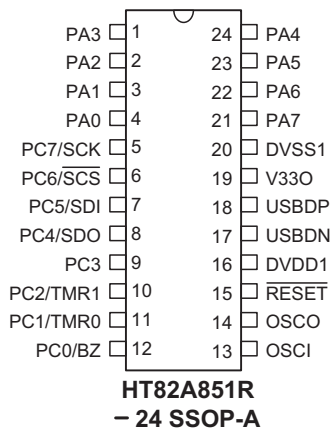 PA3 1 24 PA4
PA2 2 23 PA5
PA1 3 22 PA6
PA0 4 21 PA7
PC7/SCK 5 20 DVSS1
PC6/SCS 6 19 V33O
PC5/SDI 7 18 USBDP
PC4/SDO 8 17 USBDN
PC3 9 16 DVDD1
PC2/TMR1 10 15 RESET
PC1/TMR0 11 14 OSCO
PC0/BZ 12 13 OSCI
HT82A851R
– 24 SSOP-A